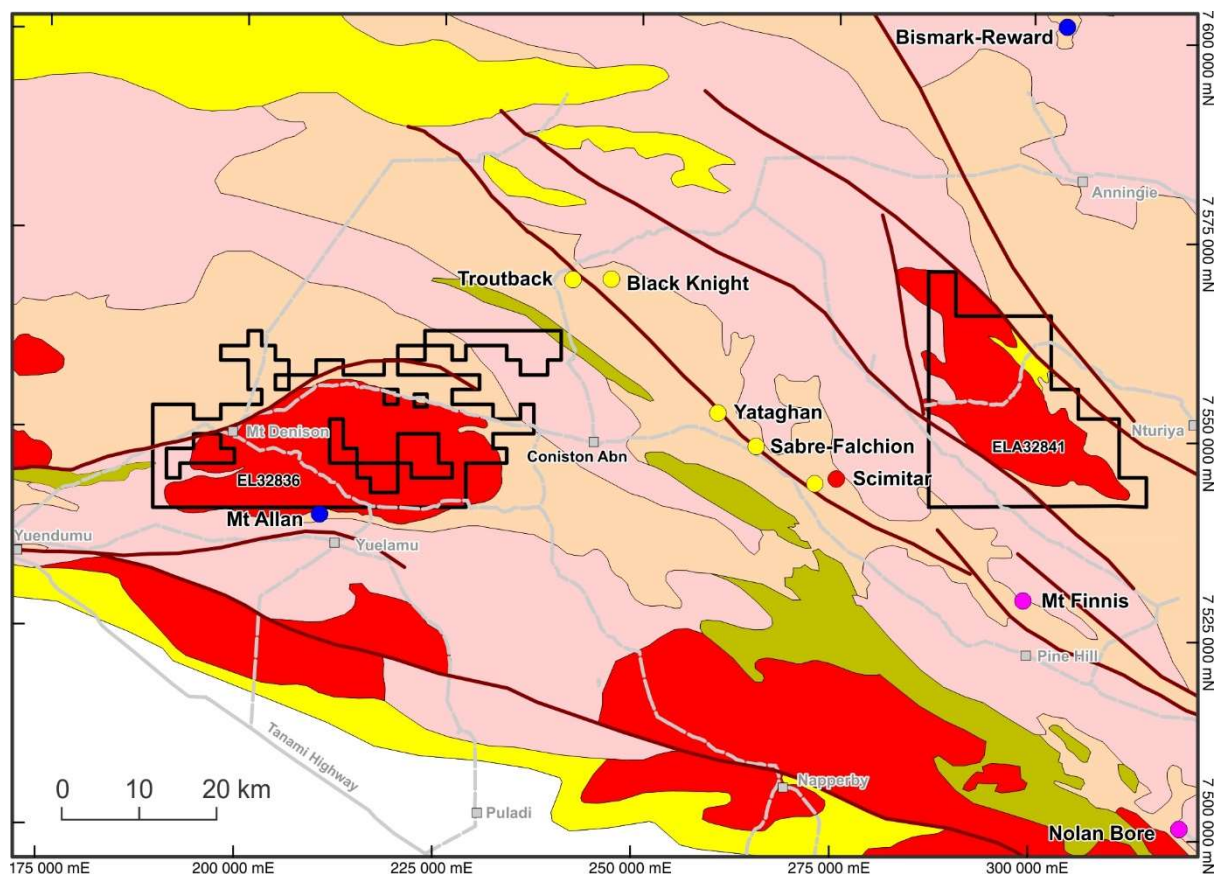 Bismark-Reward
7 600 000 mN
Anningie
7 575 000 mN
Troutback
Black Knight
Yataghan
Mt Denison
Nturiya
Sabre-Falchion
ELA32841
Coniston Abn
7 550 000 mN
EL32836
Scimitar
Mt Allan
Yuendumu
Yuelamu
Mt Finnis
7 525 000 mN
Pine Hill
Tanami Highway
Napperby
0 10 20 km
Puladi
Nolan Bore
7 500 000 mN
175 000 mE 200 000 mE 225 000 mE 250 000 mE 275 000 mE 300 000 mE